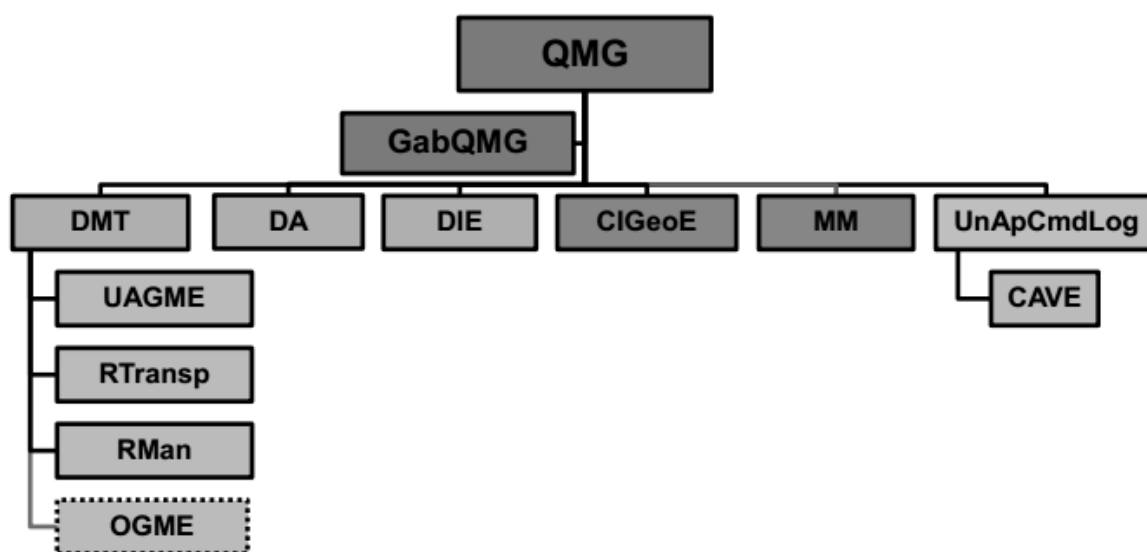 QMG
GabQMG
DMT
DA
DIE
CIGeoE
MM
UnApCmdLog
UAGME
CAVE
RTransp
RMan
OGME